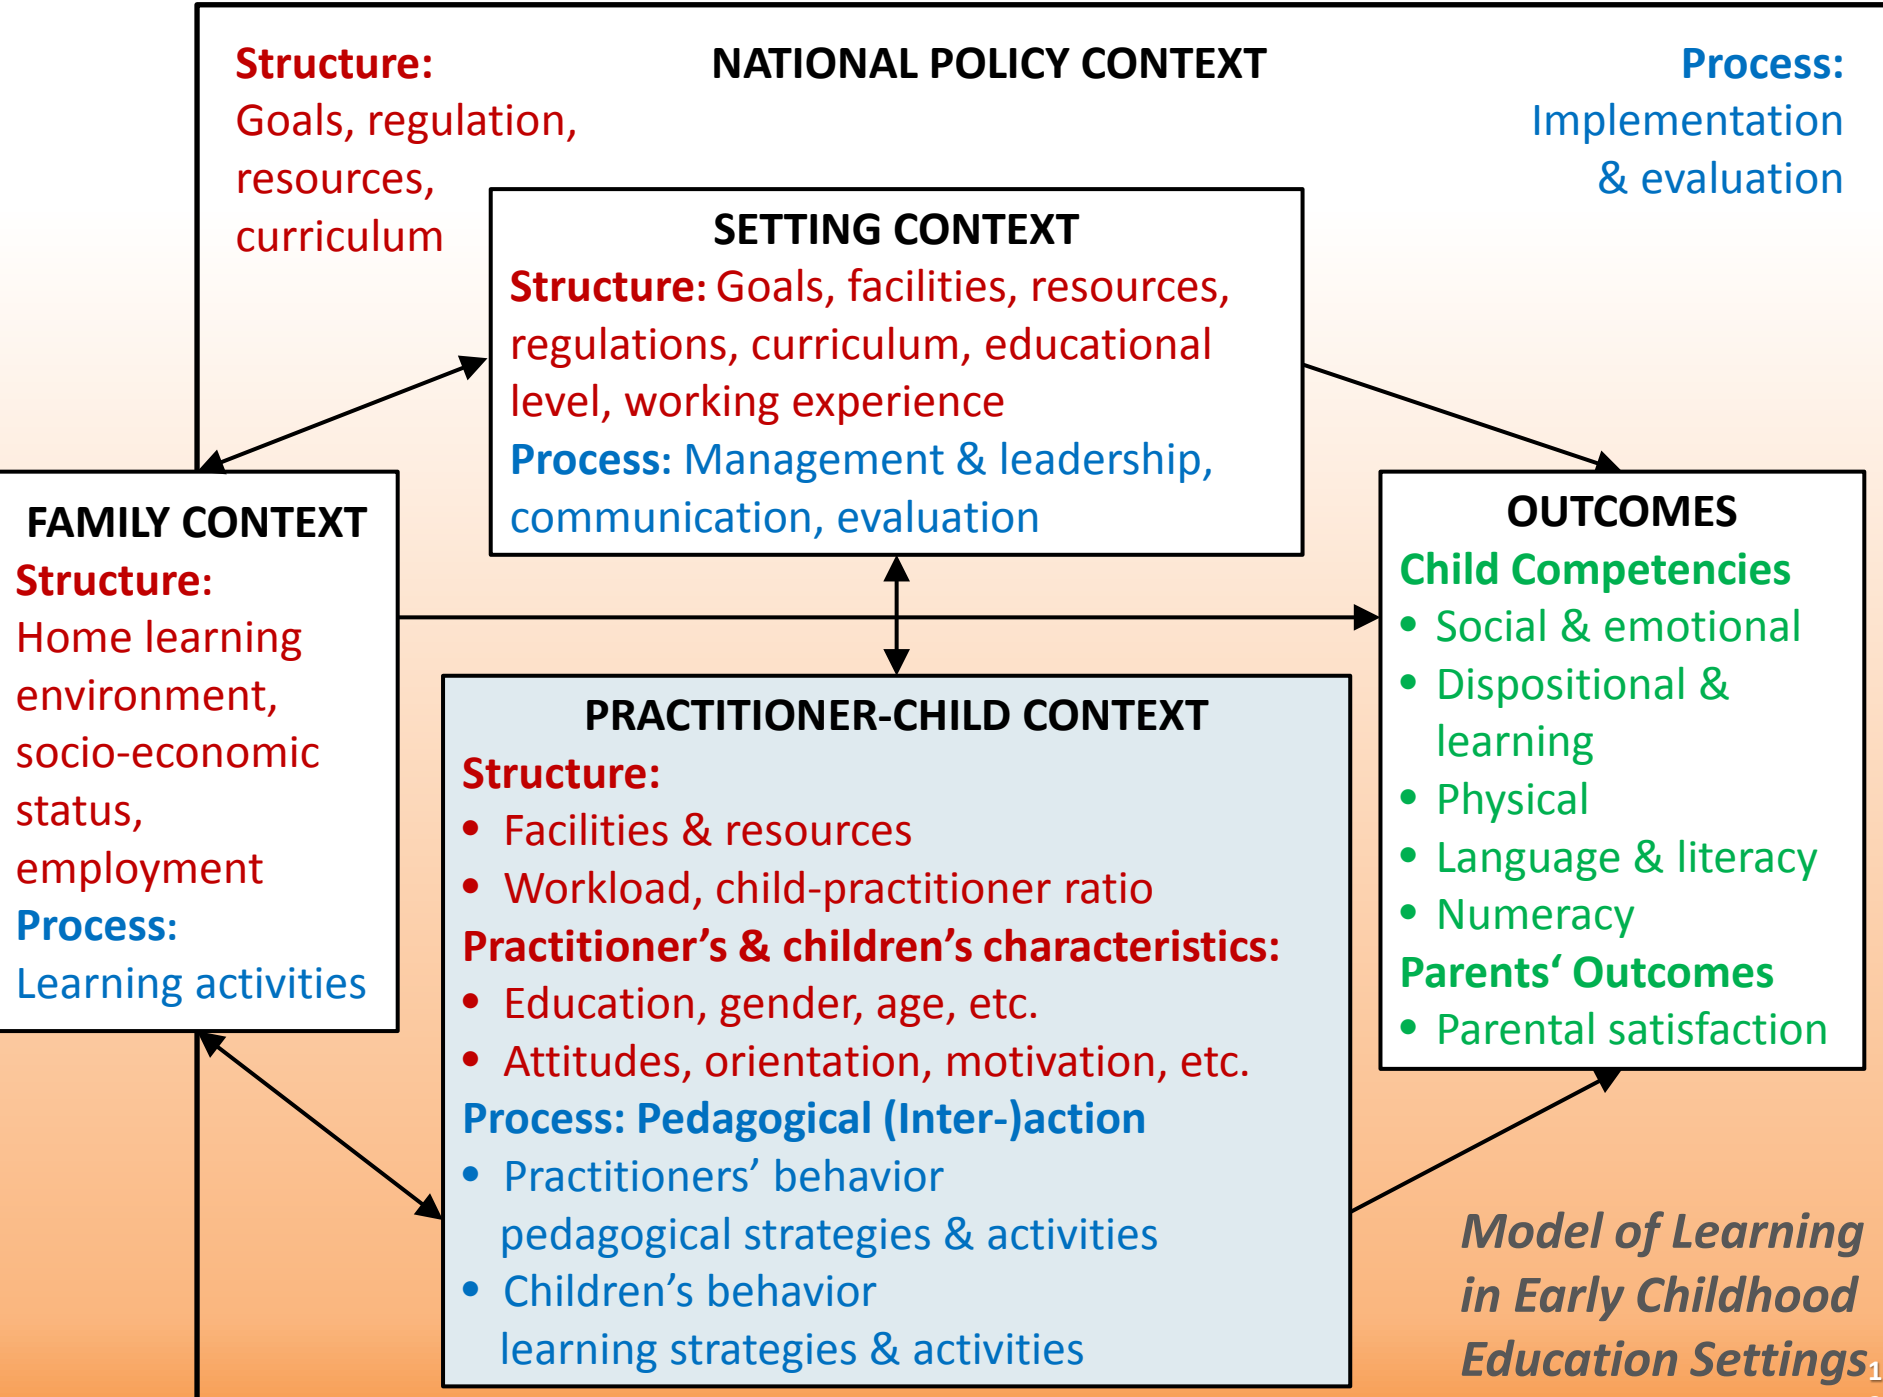 NATIONAL POLICY CONTEXT
Structure:
Goals, regulation,
resources,
curriculum
Process:
Implementation
& evaluation
SETTING CONTEXT
Structure: Goals, facilities, resources,
regulations, curriculum, educational
level, working experience
Process: Management & leadership,
communication, evaluation
FAMILY CONTEXT
Structure:
Home learning
environment,
socio-economic
status,
employment
Process:
Learning activities
PRACTITIONER-CHILD CONTEXT
Structure:
• Facilities & resources
• Workload, child-practitioner ratio
Practitioner’s & children’s characteristics:
• Education, gender, age, etc.
• Attitudes, orientation, motivation, etc.
Process: Pedagogical (Inter-)action
• Practitioners’ behavior
pedagogical strategies & activities
• Children’s behavior
learning strategies & activities
OUTCOMES
Child Competencies
• Social & emotional
• Dispositional &
learning
• Physical
• Language & literacy
• Numeracy
Parents‘ Outcomes
• Parental satisfaction
Model of Learning
in Early Childhood
Education Settings
1